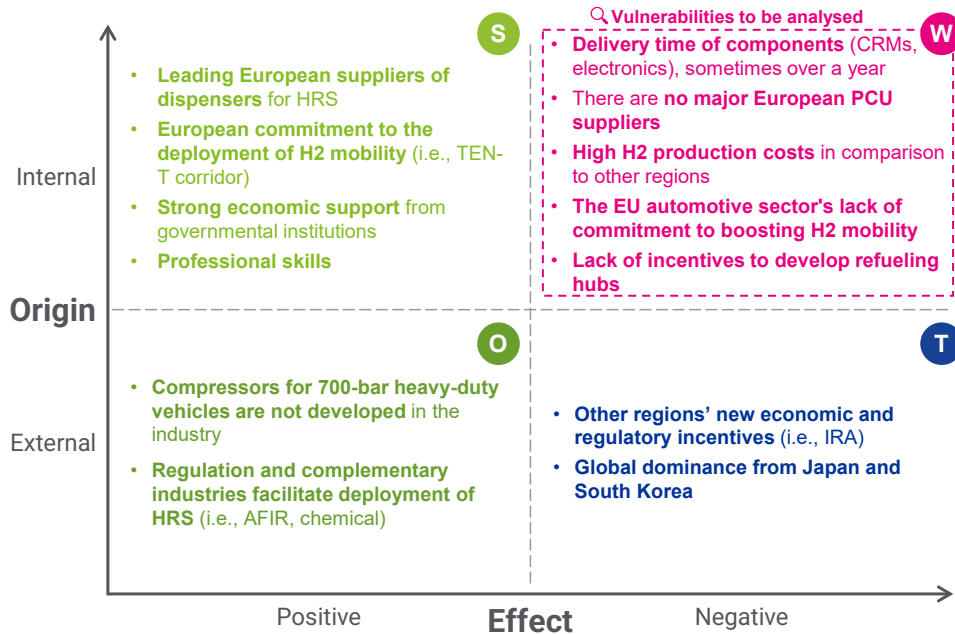 Vulnerabilities to be analysed
S
W
• Leading European suppliers of
dispensers for HRS
• European commitment to the
deployment of H2 mobility (i.e., TEN-
T corridor)
• Strong economic support from
governmental institutions
• Professional skills
• Delivery time of components (CRMs,
electronics), sometimes over a year
• There are no major European PCU
suppliers
• High H2 production costs in comparison
to other regions
• The EU automotive sector's lack of
commitment to boosting H2 mobility
• Lack of incentives to develop refueling
hubs
Internal
Origin
O
T
• Compressors for 700-bar heavy-duty
vehicles are not developed in the
industry
• Regulation and complementary
industries facilitate deployment of
HRS (i.e., AFIR, chemical)
• Other regions’ new economic and
regulatory incentives (i.e., IRA)
• Global dominance from Japan and
South Korea
External
Positive
Effect
Negative